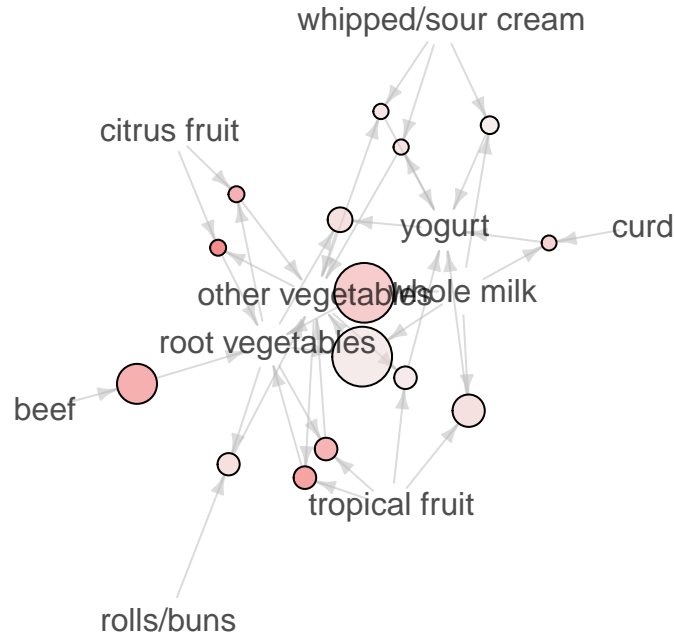 whipped/sour cream
citrus fruit
yogurt
curd
other vegetables
whole milk
root vegetables
beef
tropical fruit
rolls/buns